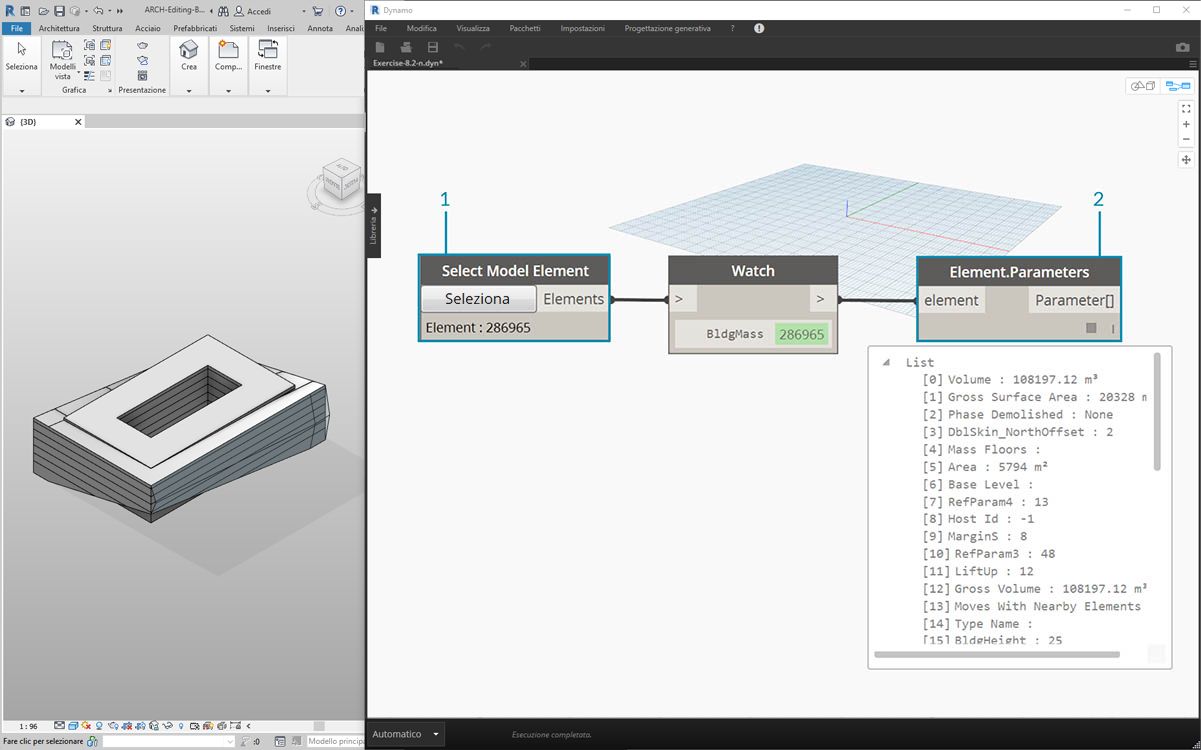 ARCH-Editing-B...
Accedi
File Architettura Struttura Acciaio Prefabbricati Sistemi Inserisci Annota
Seleziona
Modelli vista
Crea
Comp...
Finestre
Grafica
Presentazione
{3D}
1 : 96
Fare clic per selezionare
:0
Dynamo
File Modifica Visualizza Pacchetti Impostazioni Progettazione generativa ?
Exercise-8.2-n.dyn*
Libreria
1
2
Select Model Element
Seleziona
Elements
Element : 286965
Watch
>
>
BldgMass 286965
Element.Parameters
element
Parameter[]
List
[0] Volume : 108197.12 m³
[1] Gross Surface Area : 20328 m
[2] Phase Demolished : None
[3] DblSkin_NorthOffset : 2
[4] Mass Floors :
[5] Area : 5794 m²
[6] Base Level :
[7] RefParam4 : 13
[8] Host Id : -1
[9] MarginS : 8
[10] RefParam3 : 48
[11] LiftUp : 12
[12] Gross Volume : 108197.12 m³
[13] Moves With Nearby Elements
[14] Type Name :
[15] BldgHeight : 25
Automatico
Esecuzione completata.